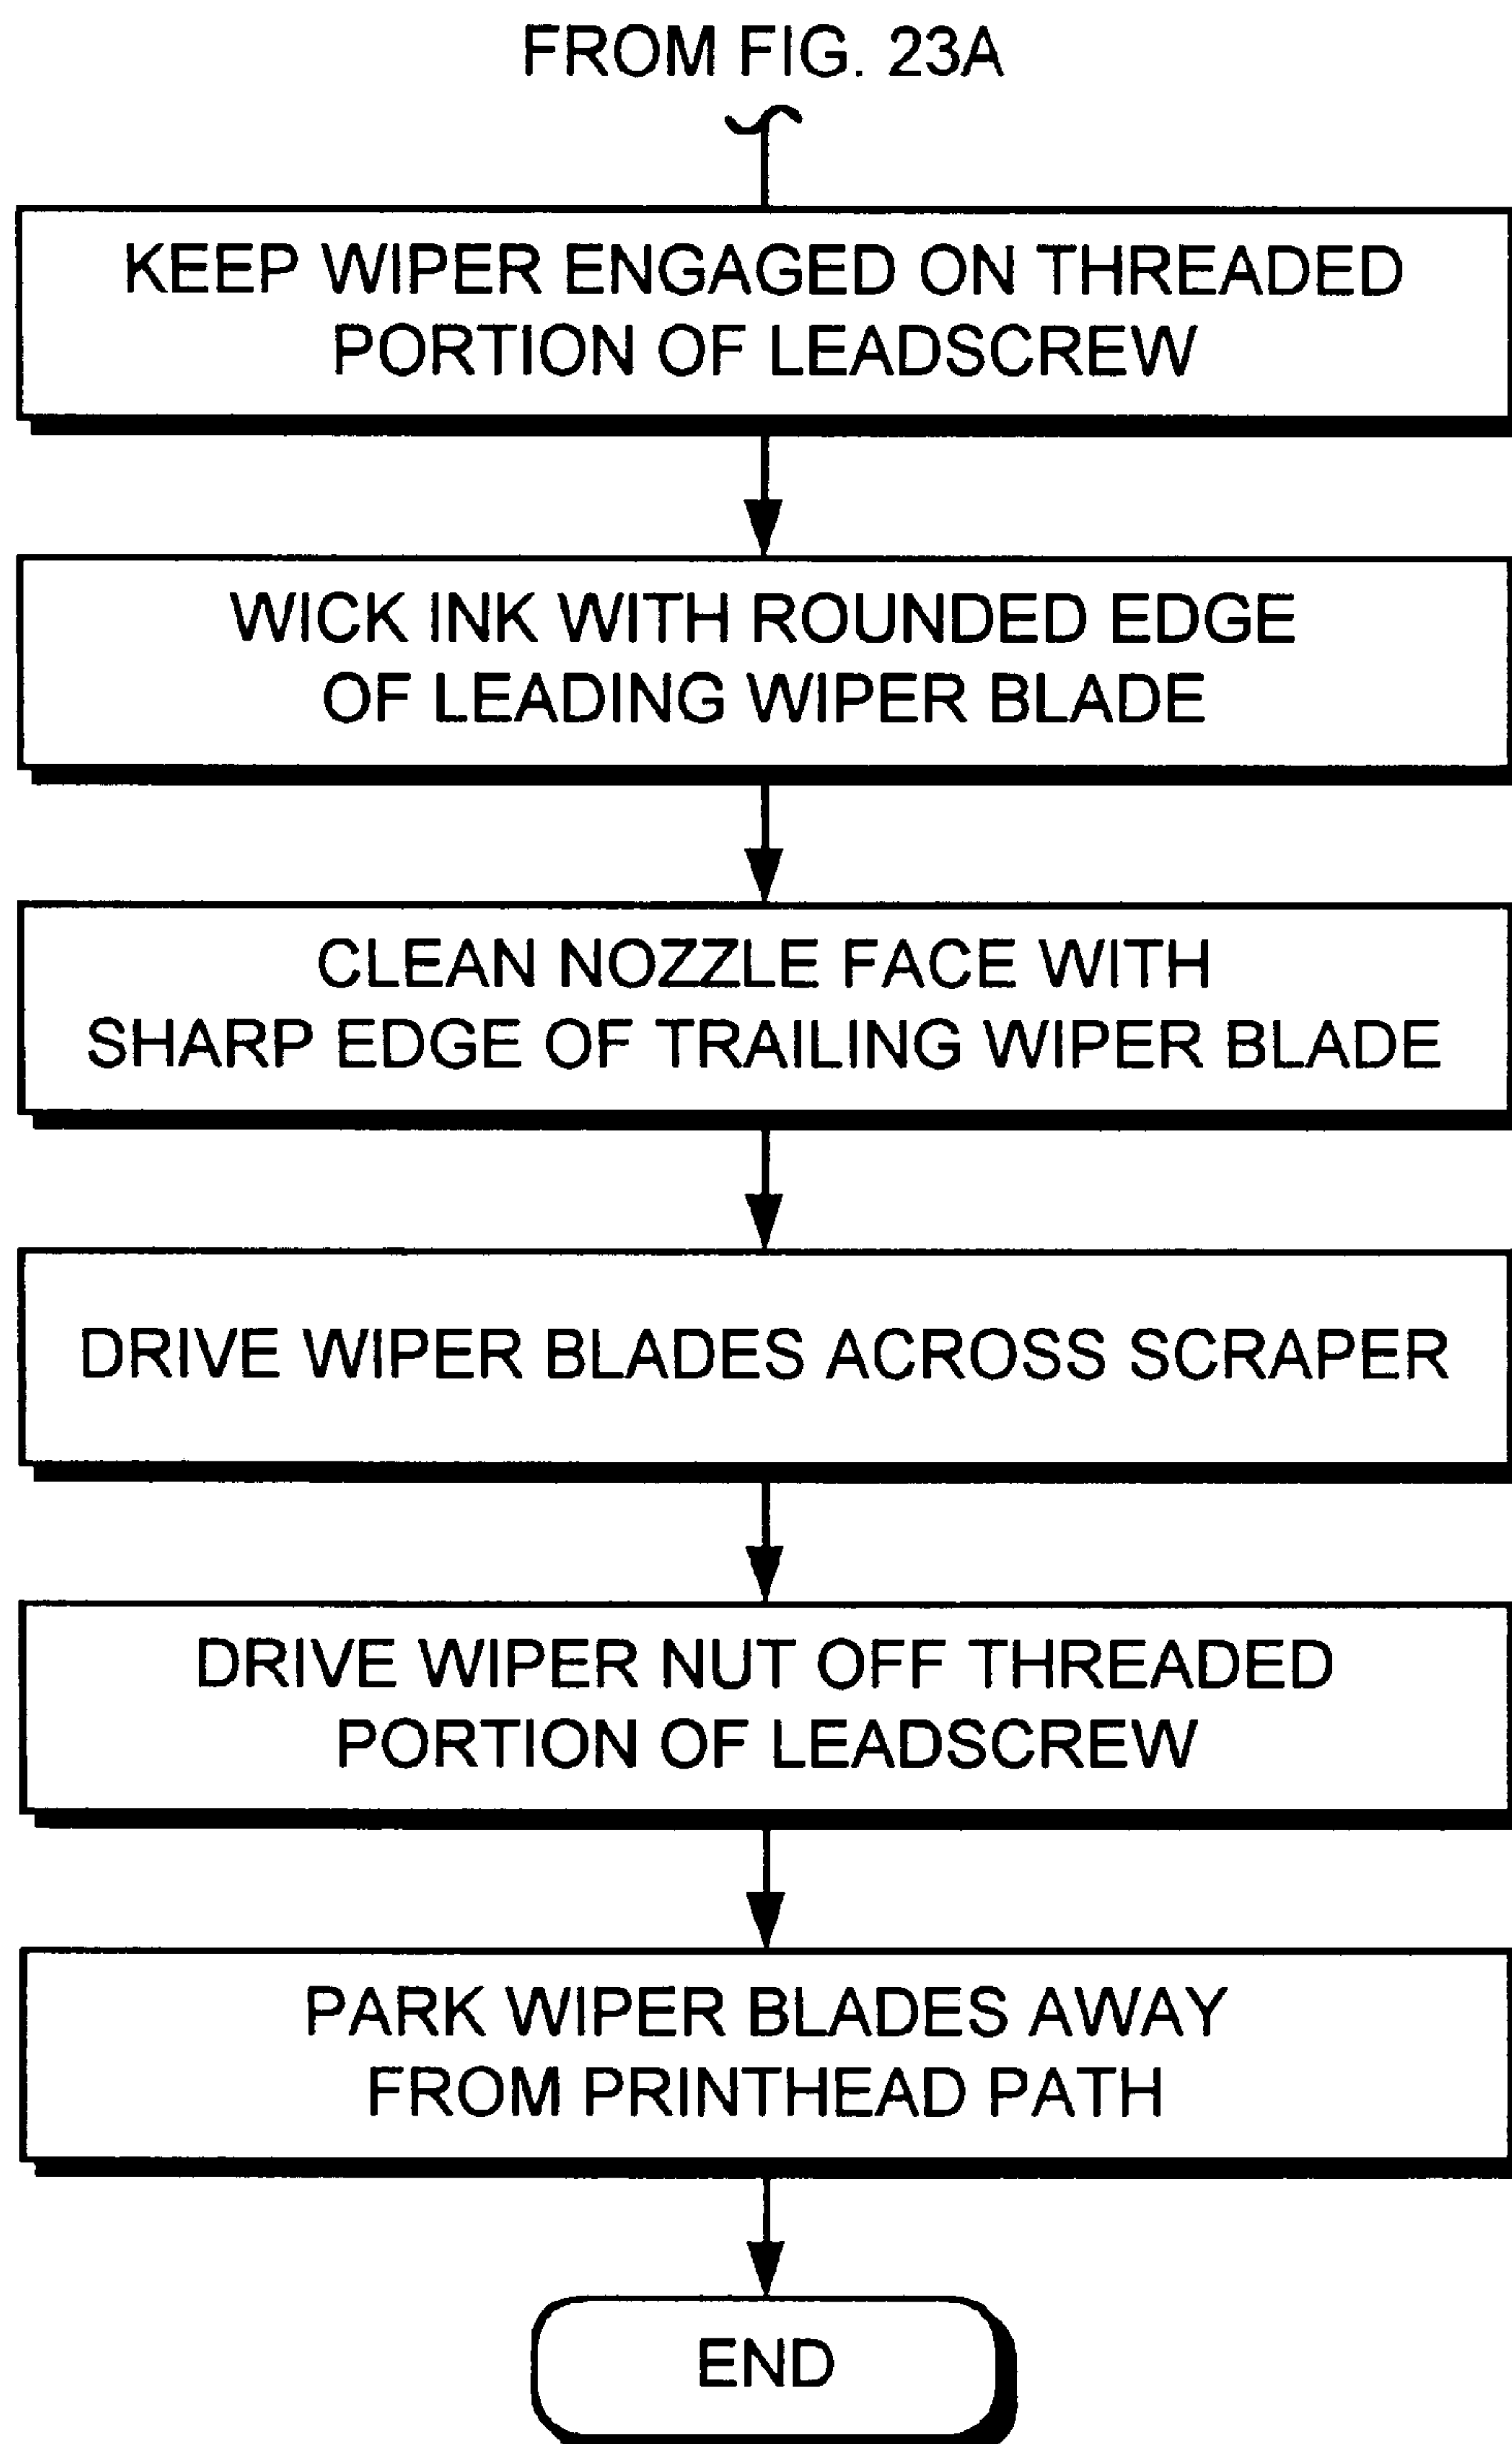 FROM FIG. 23A
KEEP WIPER ENGAGED ON THREADED
PORTION OF LEADSCREW
WICK INK WITH ROUNDED EDGE
OF LEADING WIPER BLADE
CLEAN NOZZLE FACE WITH
SHARP EDGE OF TRAILING WIPER BLADE
DRIVE WIPER BLADES ACROSS SCRAPER
DRIVE WIPER NUT OFF THREADED
PORTION OF LEADSCREW
PARK WIPER BLADES AWAY
FROM PRINTHEAD PATH
END